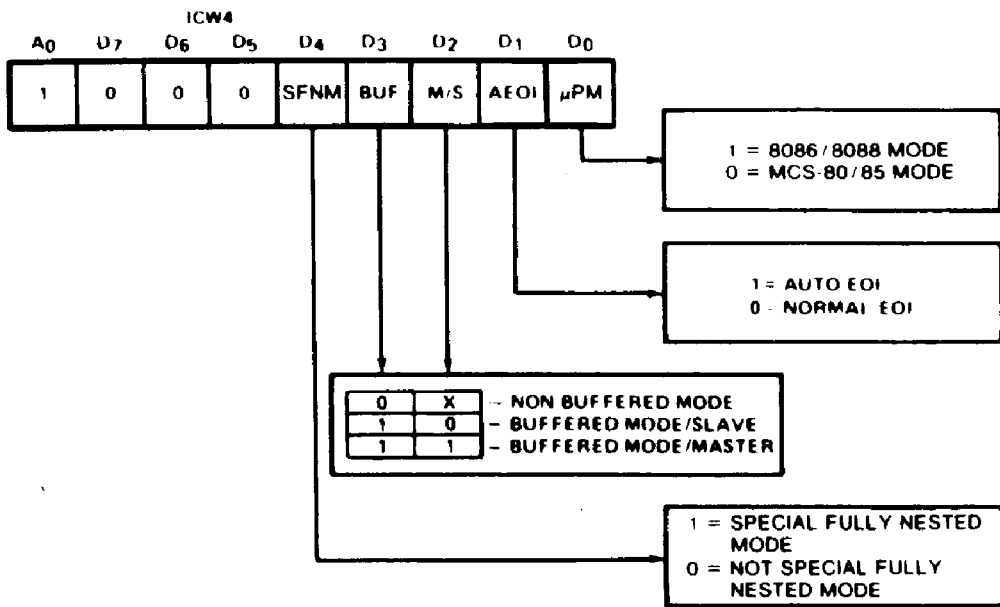 ICW4
A0 D7 D6 D5 D4 D3 D2 D1 D0
1 0 0 0 SFNM BUF M/S AEOI µPM
1 = 8086/8088 MODE
0 = MCS-80/85 MODE
1 = AUTO EOI
0 - NORMAL EOI
0 X – NON BUFFERED MODE
1 0 – BUFFERED MODE/SLAVE
1 1 – BUFFERED MODE/MASTER
1 = SPECIAL FULLY NESTED
MODE
0 = NOT SPECIAL FULLY
NESTED MODE